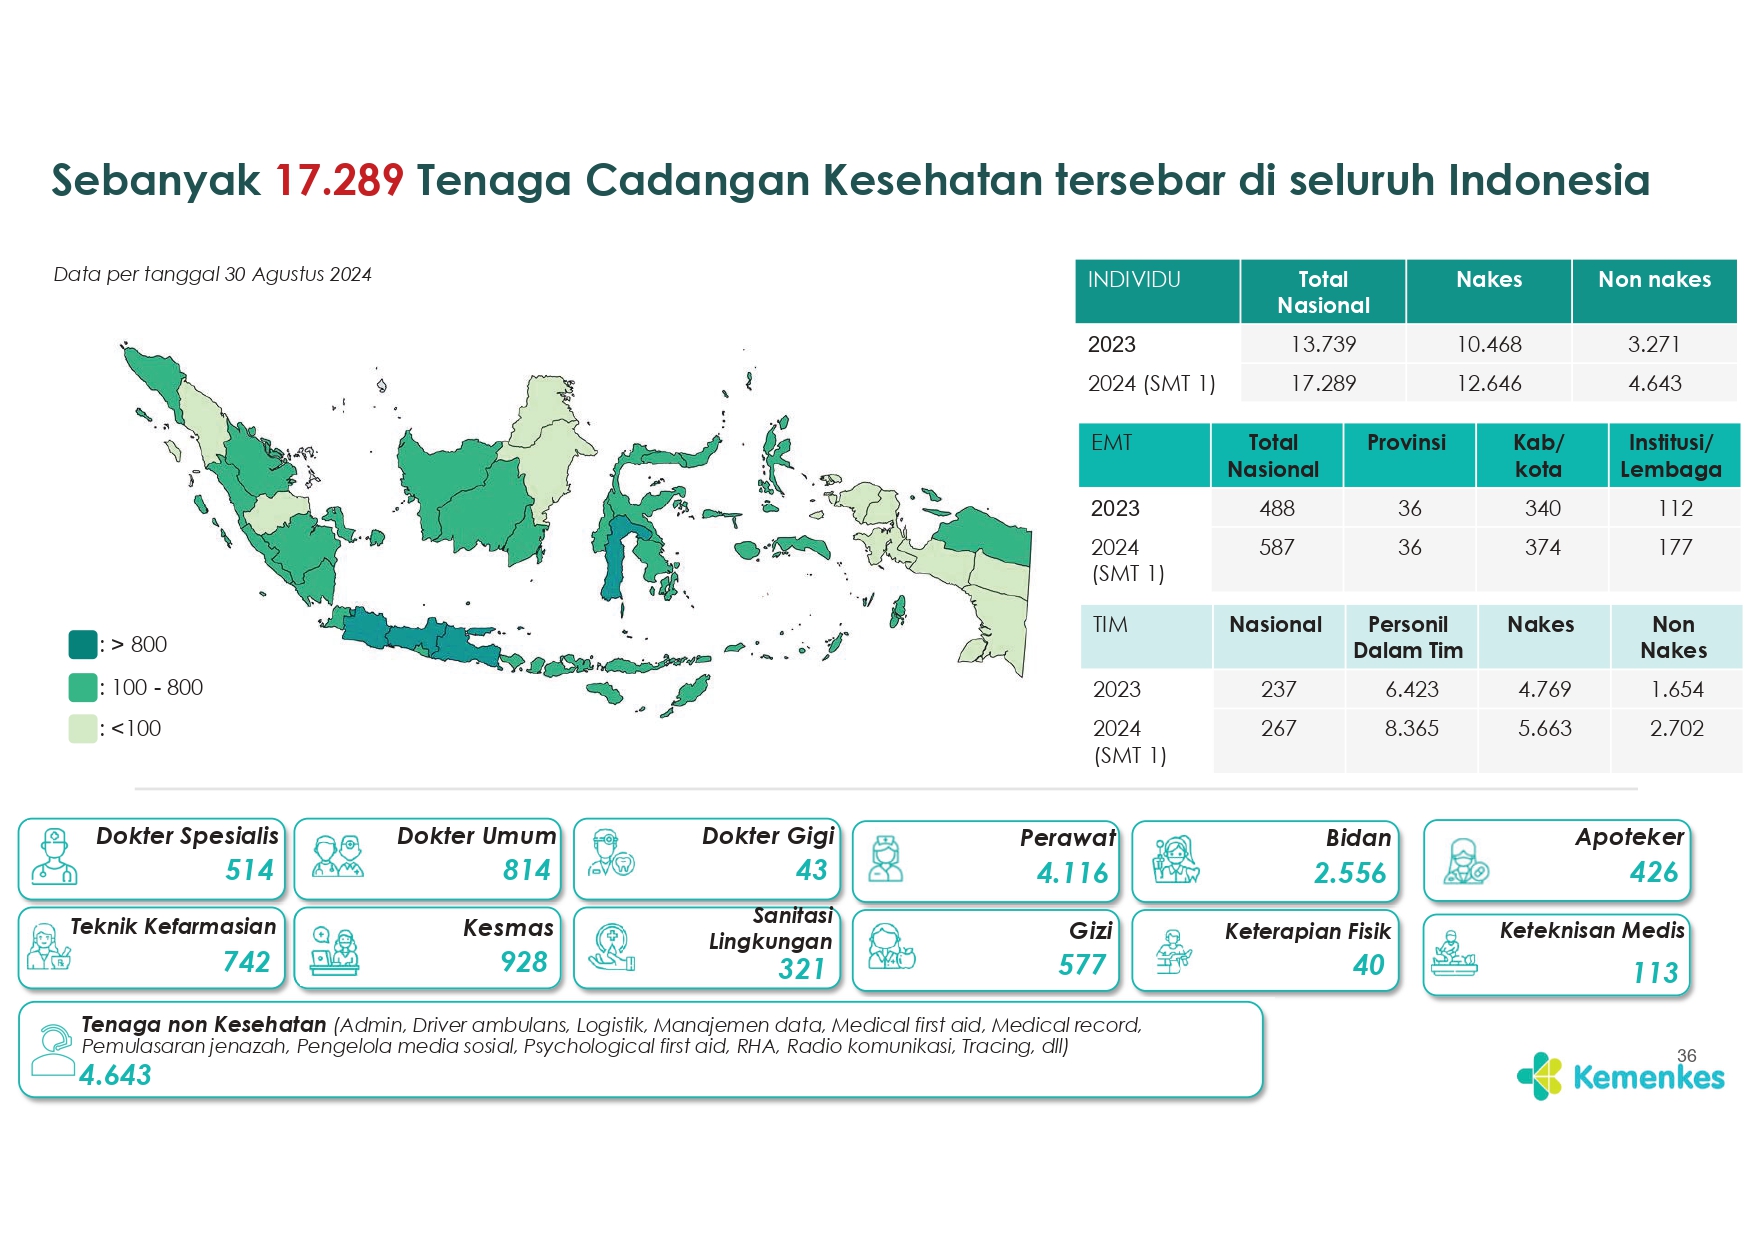 Sebanyak 17.289 Tenaga Cadangan Kesehatan tersebar di seluruh Indonesia
Data per tanggal 30 Agustus 2024
: > 800
: 100 - 800
: <100
INDIVIDU Total Nakes Non nakes
Nasional
2023 13.739 10.468 3.271
2024 (SMT 1) 17.289 12.646 4.643
EMT Total Provinsi Kab/ Institusi/
Nasional kota Lembaga
2023 488 36 340 112
2024 587 36 374 177
(SMT 1)
TIM Nasional Personil Nakes Non
Dalam Tim Nakes
2023 237 6.423 4.769 1.654
2024 267 8.365 5.663 2.702
(SMT 1)
Dokter Spesialis
514
Dokter Umum
814
Dokter Gigi
43
Perawat
4.116
Bidan
2.556
Apoteker
426
Teknik Kefarmasian
742
Kesmas
928
Sanitasi
Lingkungan
321
Gizi
577
Keterapian Fisik
40
Keteknisan Medis
113
Tenaga non Kesehatan (Admin, Driver ambulans, Logistik, Manajemen data, Medical first aid, Medical record,
Pemulasaran jenazah, Pengelola media sosial, Psychological first aid, RHA, Radio komunikasi, Tracing, dll)
4.643
36
Kemenkes